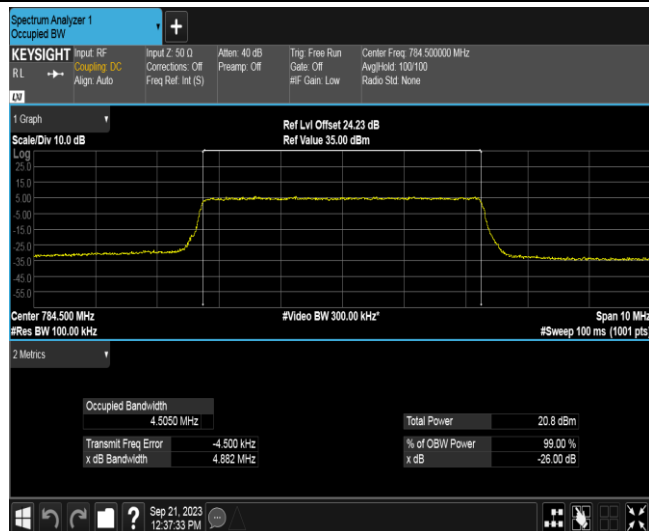 Spectrum Analyzer 1
Occupied BW
+
KEYSIGHT Input: RF Input Z: 50 Ω Atten: 40 dB Trig: Free Run Center Freq: 784.500000 MHz
RL Coupling: DC Corrections: Off Preamp: Off Gate: Off Avg|Hold: 100/100
Align: Auto Freq Ref: Int (S) #IF Gain: Low Radio Std: None
1 Graph
Ref Lvl Offset 24.23 dB
Scale/Div 10.0 dB Ref Value 35.00 dBm
Log
25.0
15.0
5.00
-5.00
-15.0
-25.0
-35.0
-45.0
-55.0
Center 784.500 MHz #Video BW 300.00 kHz* Span 10 MHz
#Res BW 100.00 kHz #Sweep 100 ms (1001 pts)
2 Metrics
Occupied Bandwidth
4.5050 MHz Total Power 20.8 dBm
Transmit Freq Error -4.500 kHz % of OBW Power 99.00 %
x dB Bandwidth 4.882 MHz x dB -26.00 dB
? Sep 21, 2023
12:37:33 PM